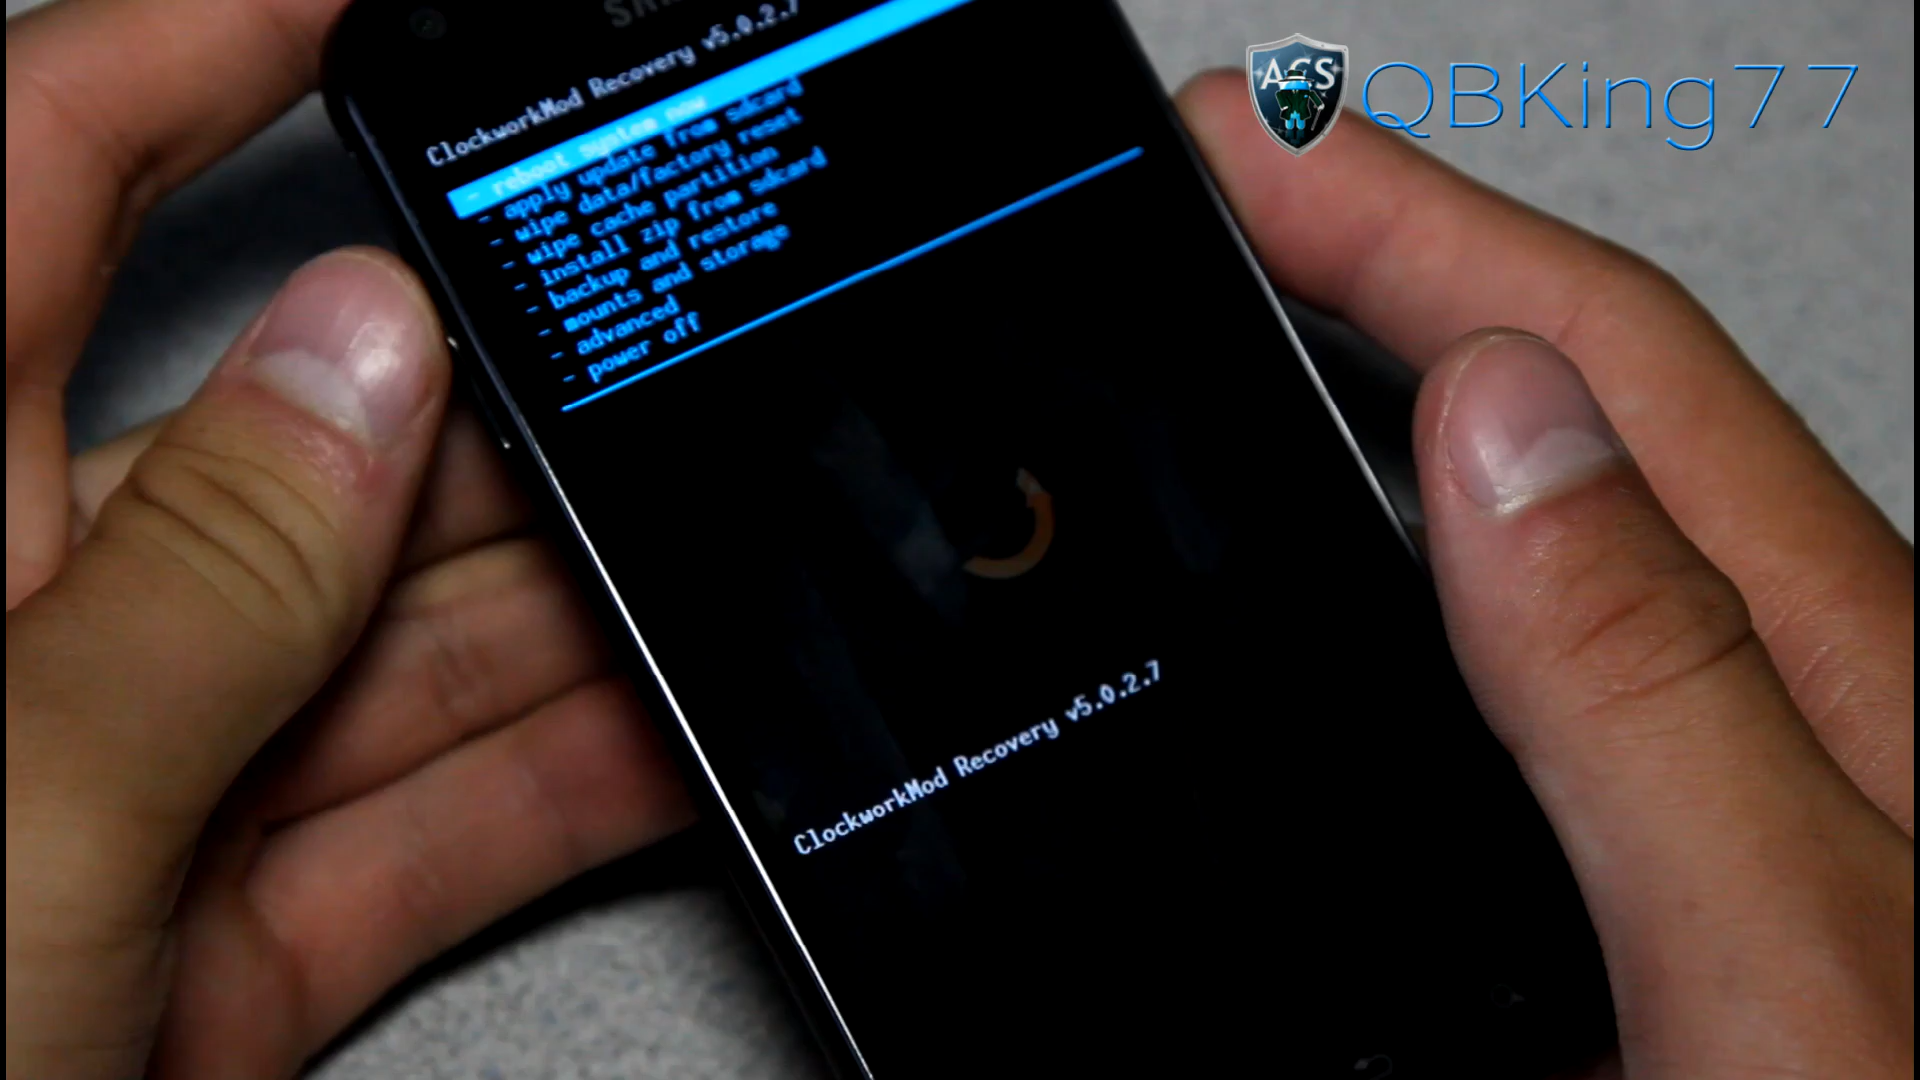 ACS QBKing77
ClockworkMod Recovery v5.0.2.7
- reboot system now
- apply update from sdcard
- wipe data/factory reset
- wipe cache partition
- install zip from sdcard
- backup and restore
- mounts and storage
- advanced
- power off
ClockworkMod Recovery v5.0.2.7